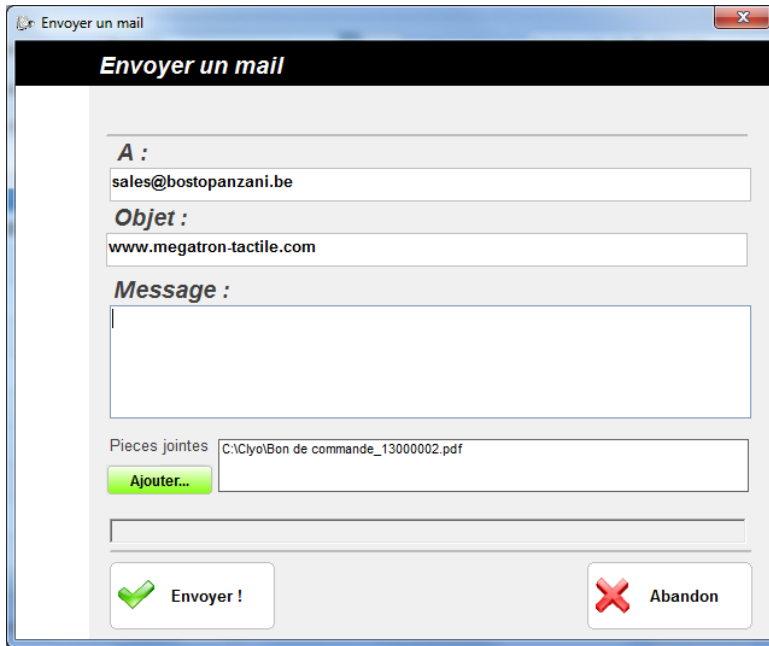 Envoyer un mail
Envoyer un mail
A :
sales@bostopanzani.be
Objet :
www.megatron-tactile.com
Message :
Pieces jointes
C:\Clyo\Bon de commande_13000002.pdf
Ajouter...
Envoyer !
Abandon